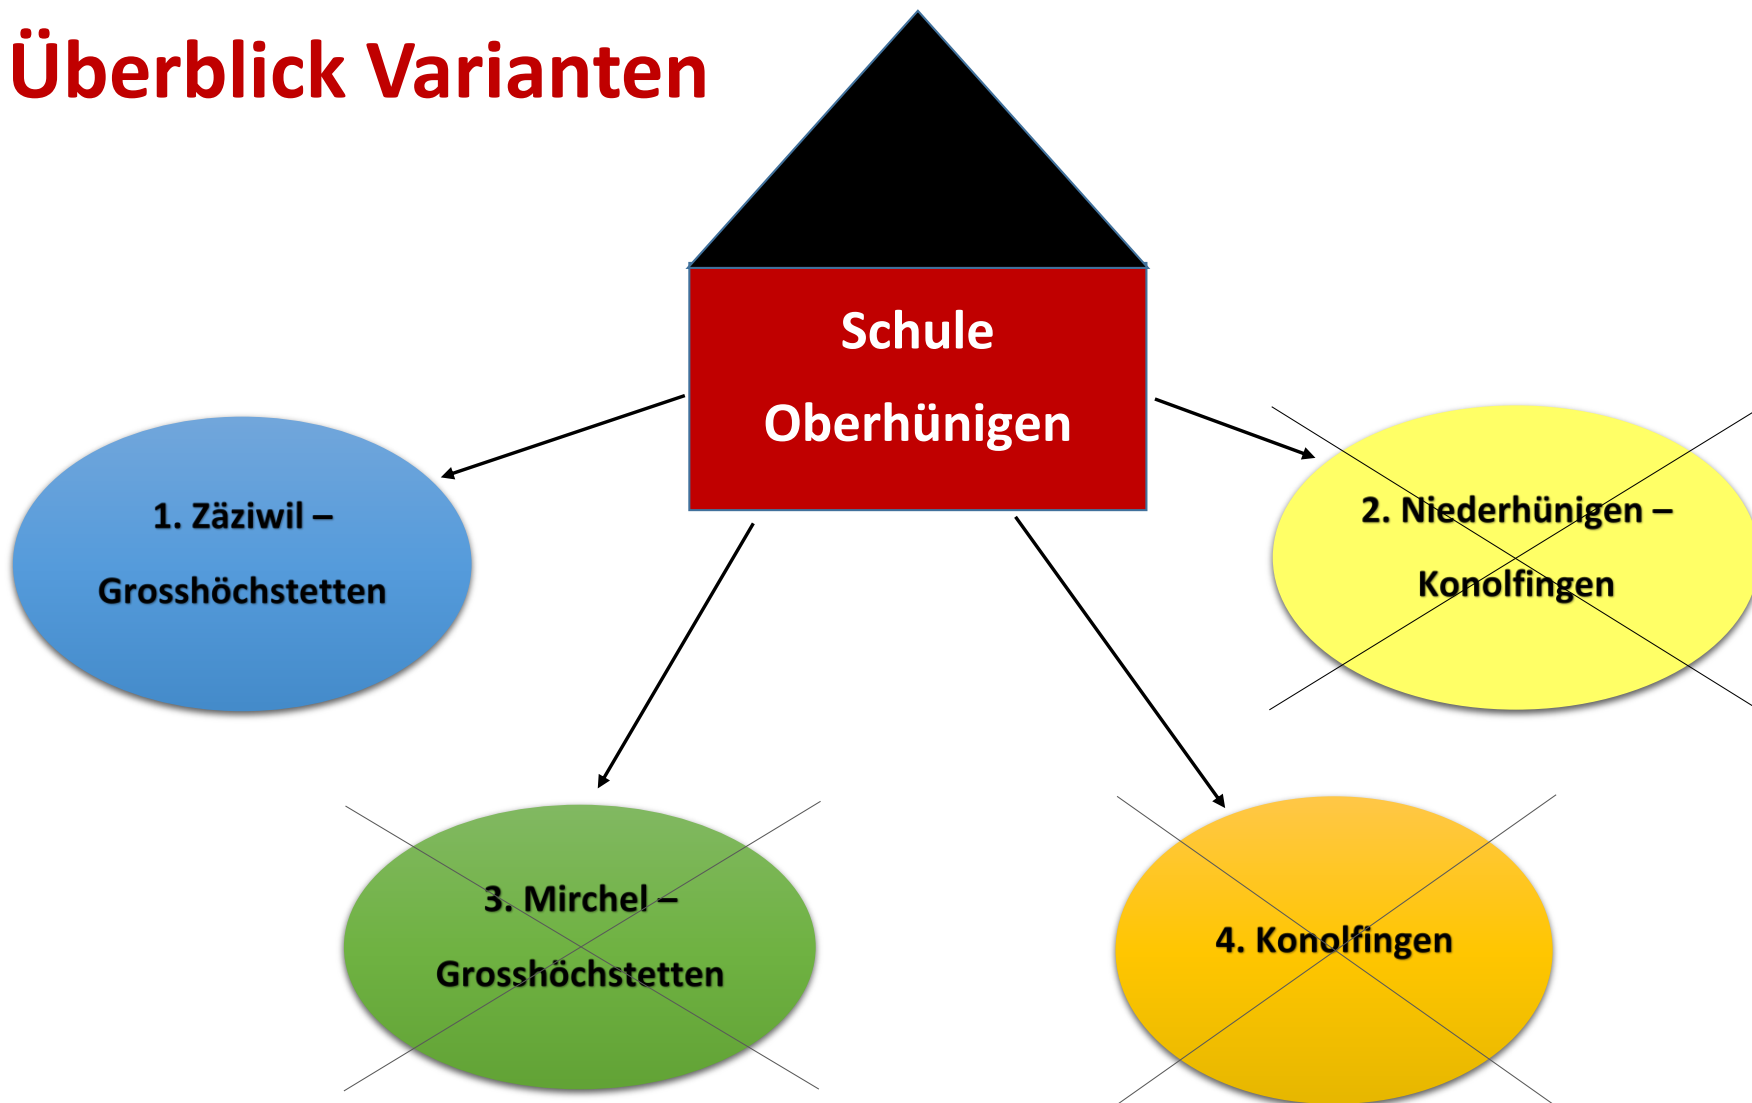 Überblick Varianten
Schule
Oberhünigen
1. Zäziwil –
Grosshöchstetten
2. Niederhünigen –
Konolfingen
3. Mirchel –
Grosshöchstetten
4. Konolfingen